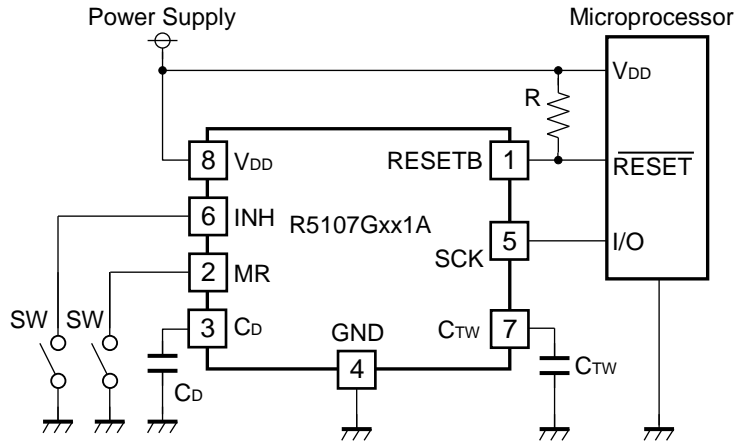 Power Supply
Microprocessor
VDD
R
8
VDD
RESETB
1
RESET
6
INH
R5107Gxx1A
5
I/O
SCK
2
MR
SW
SW
3
CD
GND
CTW
7
4
CD
CTW